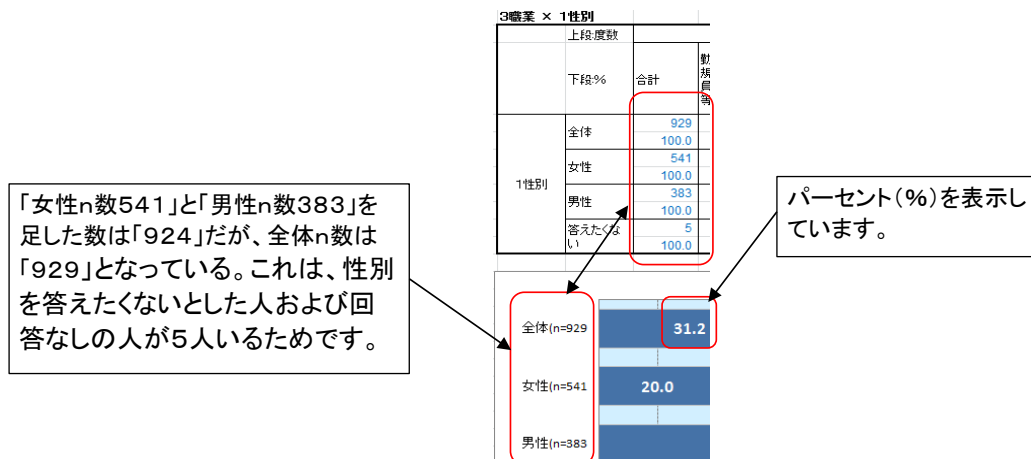 3職業 × 1性別
上段:度数
下段:% 合計
全体 929
100.0
1性別 女性 541
100.0
男性 383
100.0
答えたくな
い 5
100.0
「女性n数541」と「男性n数383」を
足した数は「924」だが、全体n数は
「929」となっている。これは、性別
を答えたくないとした人および回
答なしの人が5人いるためです。
パーセント(%)を表示し
ています。
全体(n=929 31.2
女性(n=541 20.0
男性(n=383